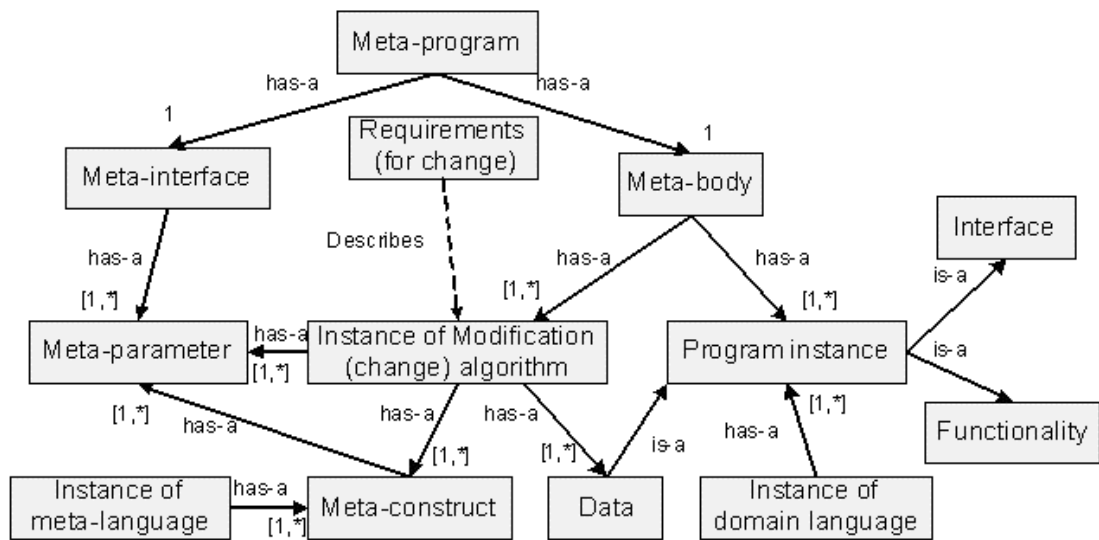 Meta-program
has-a
has-a
1
1
Requirements
(for change)
Meta-interface
Meta-body
Interface
Describes
has-a
has-a
has-a
is-a
[1,*]
[1,*]
[1,*]
Meta-parameter
has-a
[1,*]
Instance of Modification
(change) algorithm
Program instance
is-a
Functionality
[1,*]
has-a
has-a
[1,*]
has-a
[1,*]
is-a
has-a
[1,*]
Instance of
meta-language
has-a
[1,*]
Meta-construct
Data
Instance of
domain language